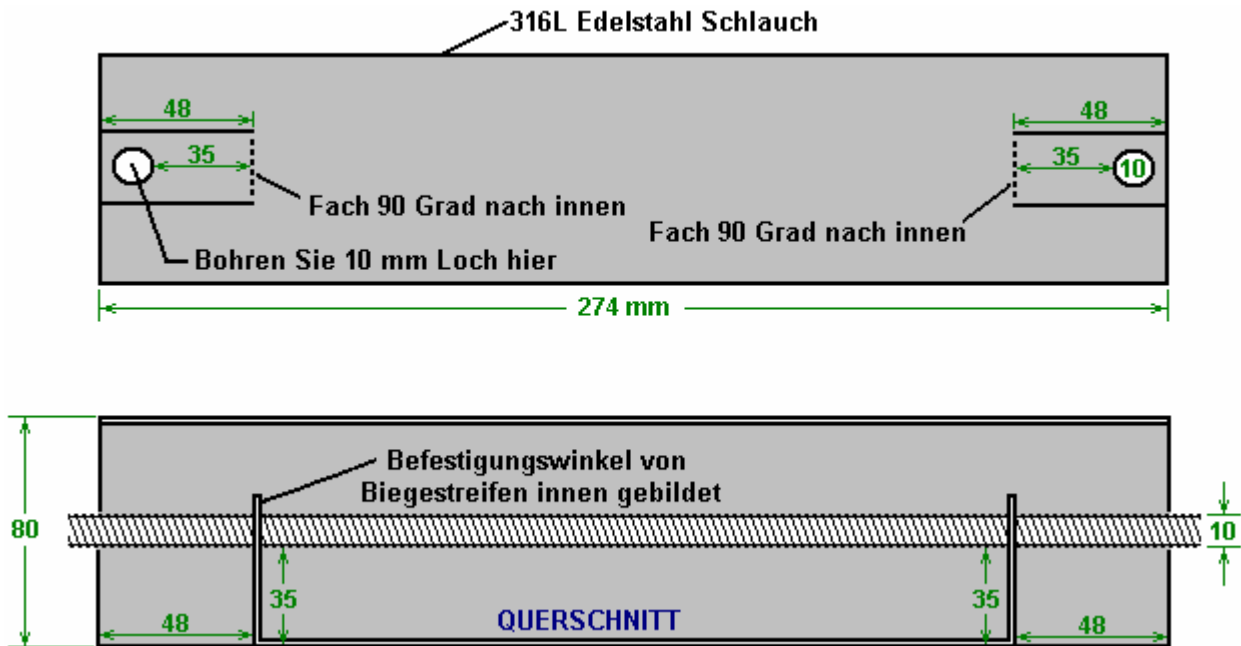 316L Edelstahl Schlauch
48
48
35
35
10
Fach 90 Grad nach innen
Fach 90 Grad nach innen
Bohren Sie 10 mm Loch hier
274 mm
Befestigungswinkel von
Biegestreifen innen gebildet
80
10
35
35
QUERSCHNITT
48
48